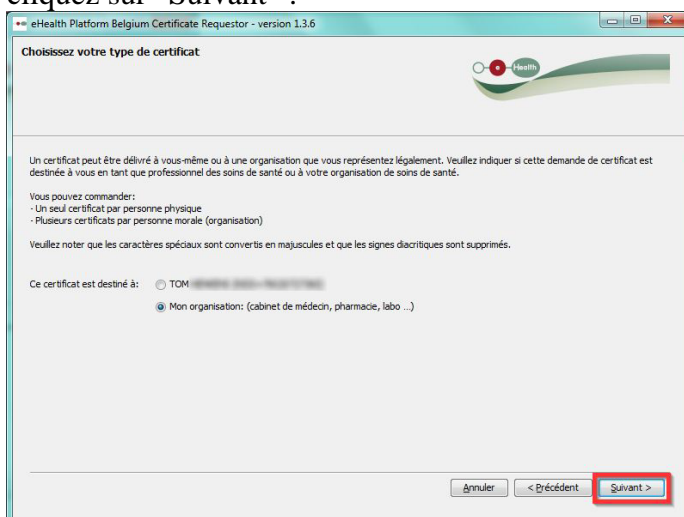 cliquez sur "Suivant".
eHealth Platform Belgium Certificate Requestor - version 1.3.6
Choisissez votre type de certificat
Health
Un certificat peut être délivré à vous-même ou à une organisation que vous représentez légalement. Veuillez indiquer si cette demande de certificat est
destinée à vous en tant que professionnel des soins de santé ou à votre organisation de soins de santé.
Vous pouvez commander:
- Un seul certificat par personne physique
- Plusieurs certificats par personne morale (organisation)
Veuillez noter que les caractères spéciaux sont convertis en majuscules et que les signes diacritiques sont supprimés.
Ce certificat est destiné à: TOM
Mon organisation: (cabinet de médecin, pharmacie, labo ...)
Annuler < Précédent Suivant >